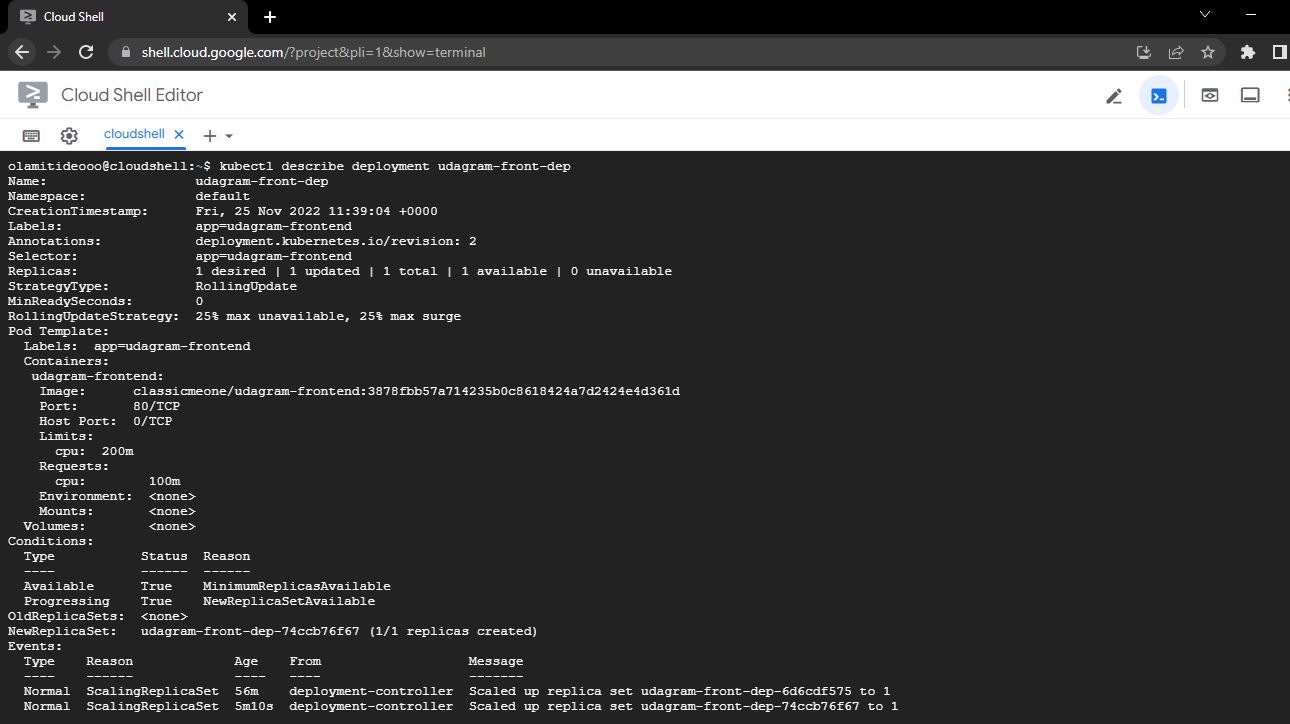 Cloud Shell
shell.cloud.google.com/?project&pli=1&show=terminal
Cloud Shell Editor
cloudshell
olamitideooo@cloudshell:~$ kubectl describe deployment udagram-front-dep
Name:                   udagram-front-dep
Namespace:              default
CreationTimestamp:      Fri, 25 Nov 2022 11:39:04 +0000
Labels:                 app=udagram-frontend
Annotations:            deployment.kubernetes.io/revision: 2
Selector:               app=udagram-frontend
Replicas:               1 desired | 1 updated | 1 total | 1 available | 0 unavailable
StrategyType:           RollingUpdate
MinReadySeconds:        0
RollingUpdateStrategy:  25% max unavailable, 25% max surge
Pod Template:
  Labels:  app=udagram-frontend
  Containers:
   udagram-frontend:
    Image:      classicmeone/udagram-frontend:3878fbb57a714235b0c8618424a7d2424e4d361d
    Port:       80/TCP
    Host Port:  0/TCP
    Limits:
      cpu:  200m
    Requests:
      cpu:        100m
    Environment:  <none>
    Mounts:       <none>
  Volumes:        <none>
Conditions:
  Type           Status  Reason
  ----           ------  ------
  Available      True    MinimumReplicasAvailable
  Progressing    True    NewReplicaSetAvailable
OldReplicaSets:  <none>
NewReplicaSet:   udagram-front-dep-74ccb76f67 (1/1 replicas created)
Events:
  Type    Reason             Age    From                   Message
  ----    ------             ----   ----                   -------
  Normal  ScalingReplicaSet  56m    deployment-controller  Scaled up replica set udagram-front-dep-6d6cdf575 to 1
  Normal  ScalingReplicaSet  5m10s  deployment-controller  Scaled up replica set udagram-front-dep-74ccb76f67 to 1